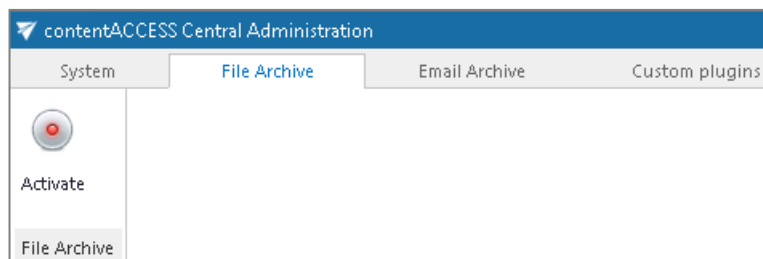 contentACCESS Central Administration
System File Archive Email Archive Custom plugins
Activate
File Archive